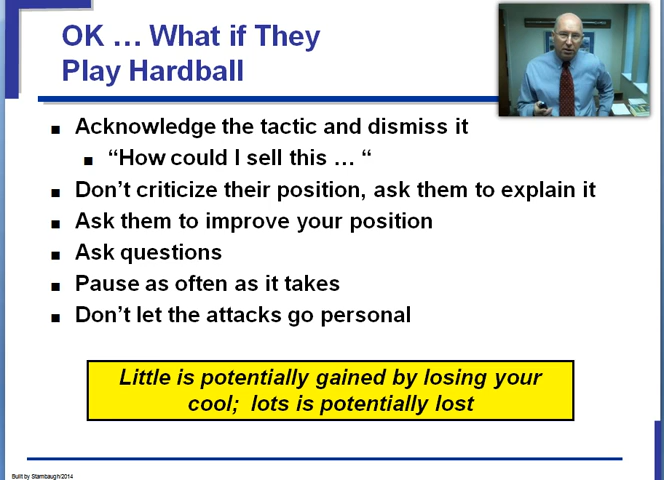 OK … What if They
Play Hardball
■ Acknowledge the tactic and dismiss it
■ “How could I sell this … “
■ Don’t criticize their position, ask them to explain it
■ Ask them to improve your position
■ Ask questions
■ Pause as often as it takes
■ Don’t let the attacks go personal
Little is potentially gained by losing your
cool;  lots is potentially lost
Built by Stambaugh/2014